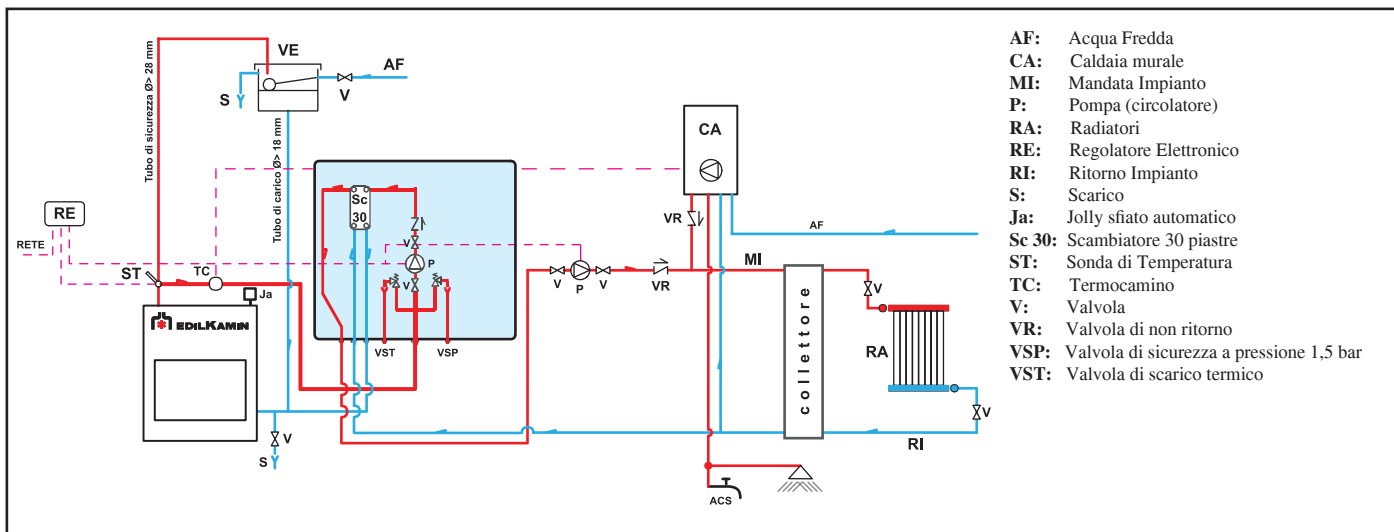 VE
AF
S
V
Tubo di sicurezza Ø> 28 mm
Tubo di carico Ø> 18 mm
RE
RETE
ST
TC
Ja
EDILKAMIN
V
S
Sc
30
V
P
V
VST
VSP
CA
VR
AF
MI
V
P
V
VR
collettore
V
RA
V
RI
ACS
AF: Acqua Fredda
CA: Caldaia murale
MI: Mandata Impianto
P: Pompa (circolatore)
RA: Radiatori
RE: Regolatore Elettronico
RI: Ritorno Impianto
S: Scarico
Ja: Jolly sfiato automatico
Sc 30: Scambiatore 30 piastre
ST: Sonda di Temperatura
TC: Termocamino
V: Valvola
VR: Valvola di non ritorno
VSP: Valvola di sicurezza a pressione 1,5 bar
VST: Valvola di scarico termico